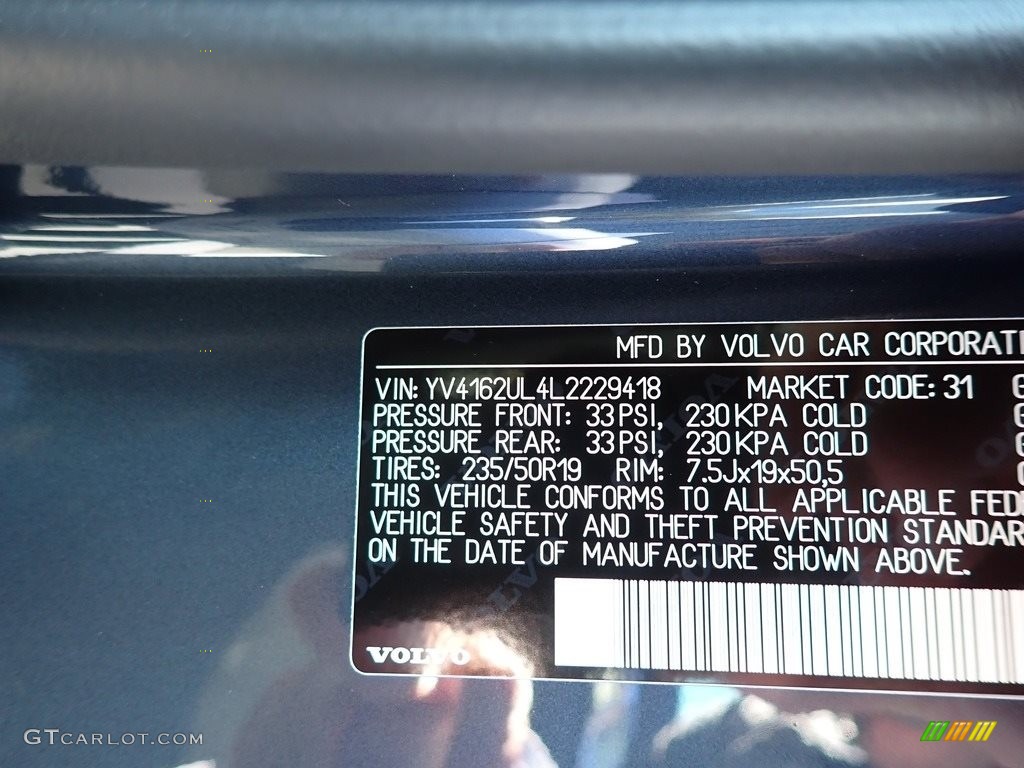 MFD BY VOLVO CAR CORPORATI
VIN: YV4162UL4L2229418 MARKET CODE: 31 G
PRESSURE FRONT: 33 PSI, 230 KPA COLD G
PRESSURE REAR: 33 PSI, 230 KPA COLD G
TIRES: 235/50R19 RIM: 7.5Jx19x50,5
THIS VEHICLE CONFORMS TO ALL APPLICABLE FEDE
VEHICLE SAFETY AND THEFT PREVENTION STANDAR
ON THE DATE OF MANUFACTURE SHOWN ABOVE.
VOLVO
GTCARLOT.COM